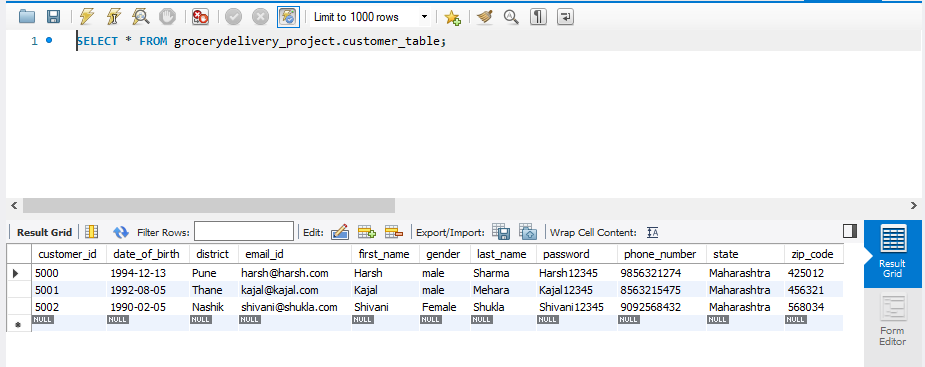 Limit to 1000 rows
1 SELECT * FROM grocerydelivery_project.customer_table;
Result Grid Filter Rows: Edit: Export/Import: Wrap Cell Content: IA
customer_id date_of_birth district email_id first_name gender last_name password phone_number state zip_code
5000 1994-12-13 Pune harsh@harsh.com Harsh male Sharma Harsh12345 9856321274 Maharashtra 425012
5001 1992-08-05 Thane kajal@kajal.com Kajal male Mehara Kajal12345 8563215475 Maharashtra 456321
5002 1990-02-05 Nashik shivani@shukla.com Shivani Female Shukla Shivani12345 9092568432 Maharashtra 568034
NULL NULL NULL NULL NULL NULL NULL NULL NULL NULL NULL
Result
Grid
Form
Editor